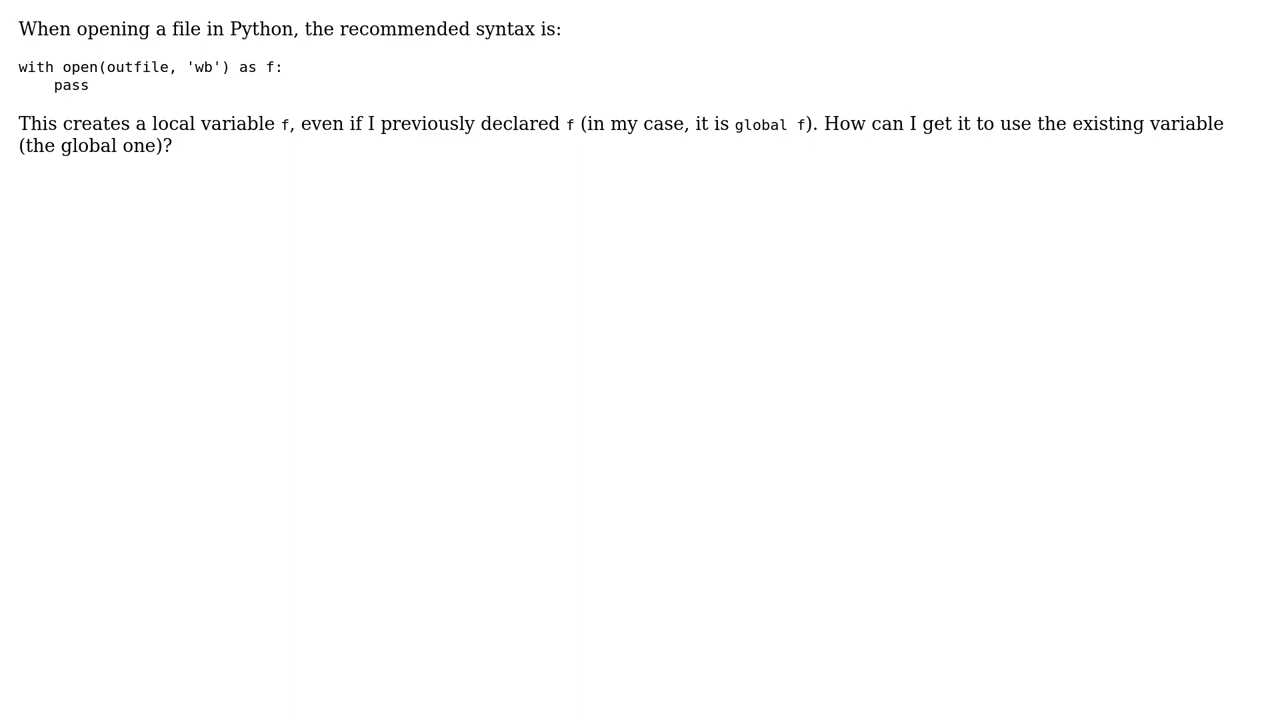 When opening a file in Python, the recommended syntax is:
with open(outfile, 'wb') as f:
    pass
This creates a local variable f, even if I previously declared f (in my case, it is global f). How can I get it to use the existing variable
(the global one)?